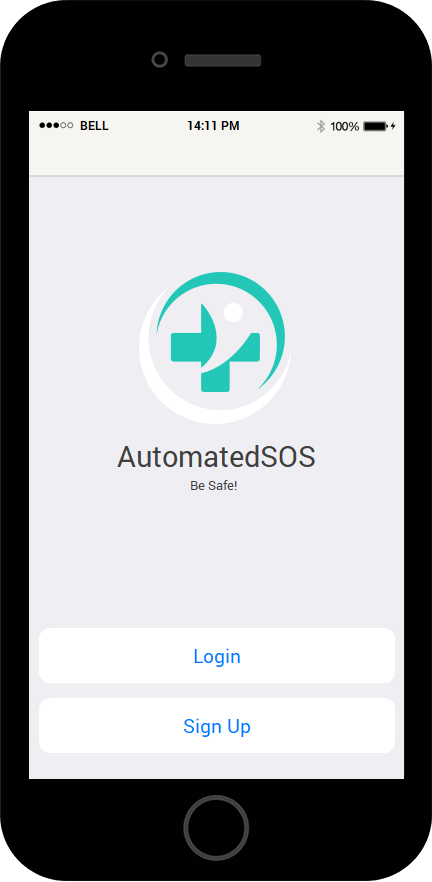 BELL 14:11 PM 100%
AutomatedSOS
Be Safe!
Login
Sign Up